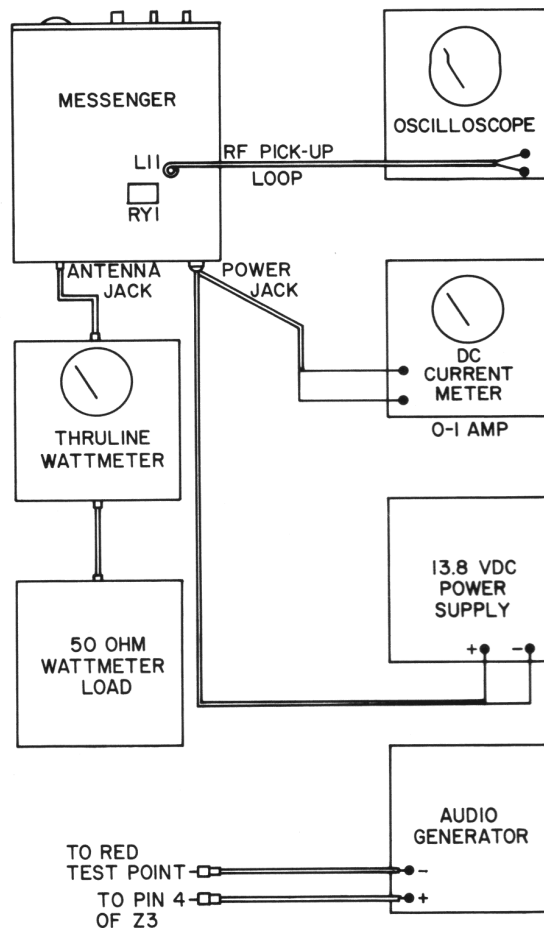 MESSENGER
OSCILLOSCOPE
L11
RF PICK-UP
LOOP
RY1
ANTENNA
JACK
POWER
JACK
DC
CURRENT
METER
0-1 AMP
THRULINE
WATTMETER
13.8 VDC
POWER
SUPPLY
+ -
50 OHM
WATTMETER
LOAD
AUDIO
GENERATOR
TO RED
TEST POINT
-
TO PIN 4
OF Z3
+